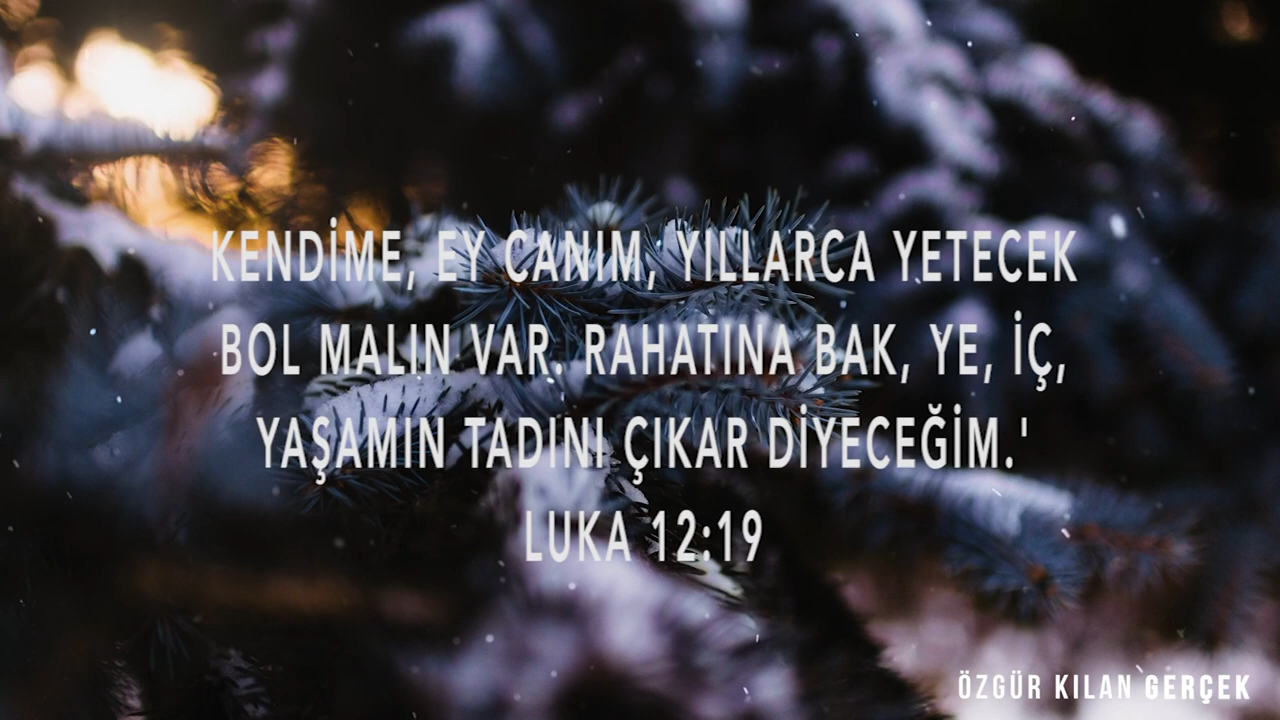 KENDİME, EY CANIM, YILLARCA YETECEK
BOL MALIN VAR. RAHATINA BAK, YE, İÇ,
YAŞAMIN TADINI ÇIKAR DİYECEĞİM.'
LUKA 12:19
ÖZGÜR KILAN GERÇEK